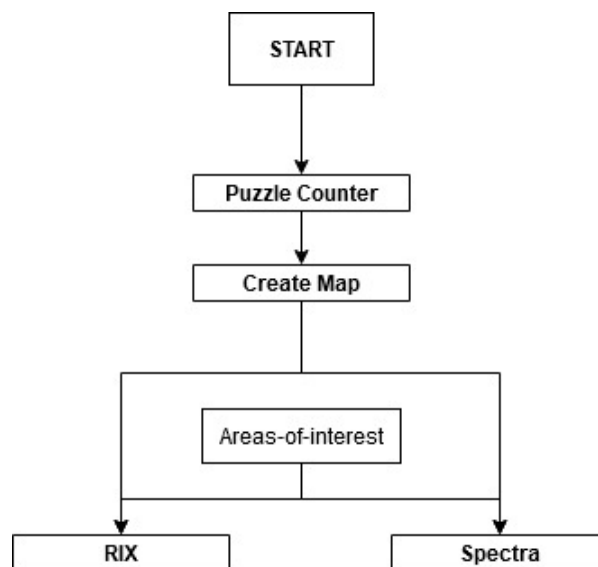 START
Puzzle Counter
Create Map
Areas-of-interest
RIX
Spectra